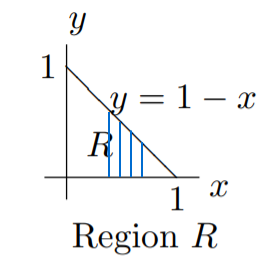 y
1
y = 1 − x
R
1
x
Region R